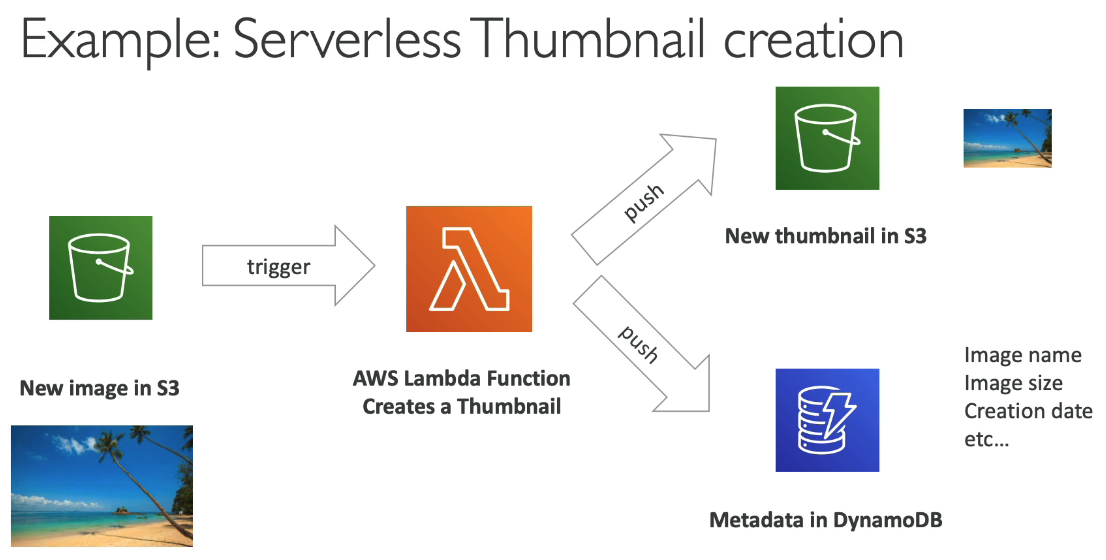 Example: Serverless Thumbnail creation
New image in S3
trigger
AWS Lambda Function
Creates a Thumbnail
push
New thumbnail in S3
push
Metadata in DynamoDB
Image name
Image size
Creation date
etc...